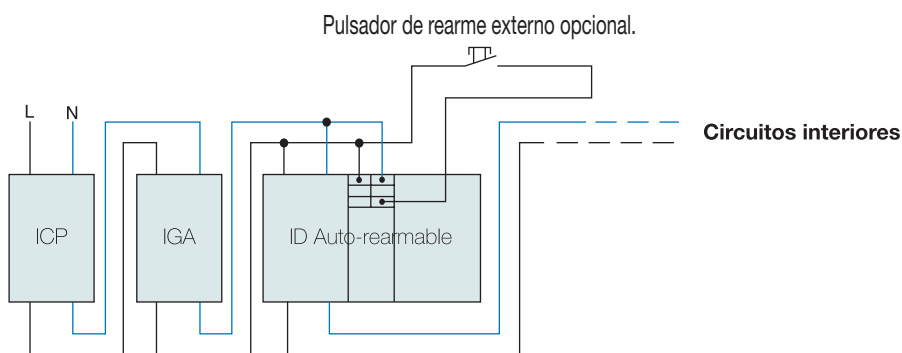 Pulsador de rearme externo opcional.
L N
Circuitos interiores
ICP IGA ID Auto-rearmable